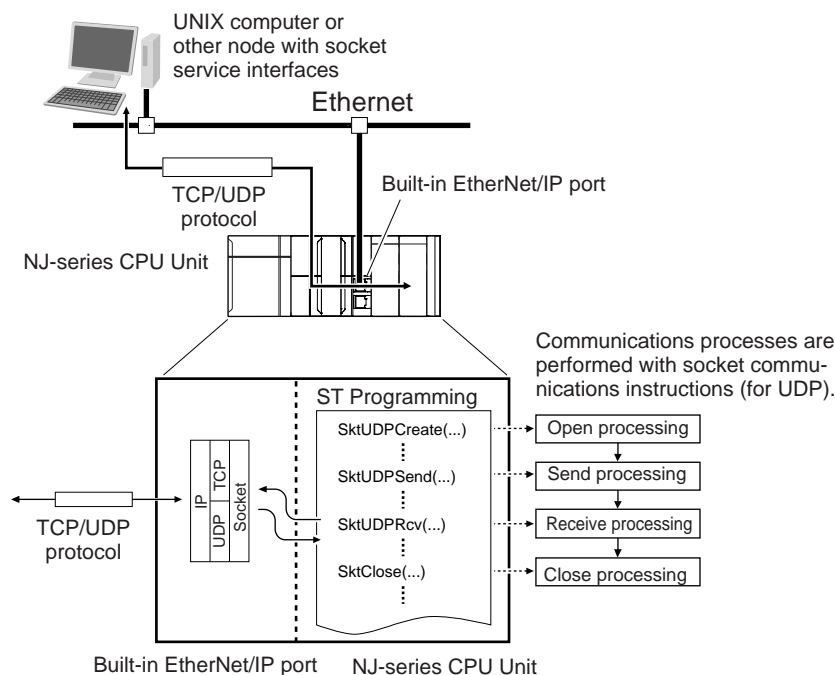 UNIX computer or
other node with socket
service interfaces
Ethernet
TCP/UDP
protocol
Built-in EtherNet/IP port
NJ-series CPU Unit
Communications processes are
performed with socket commu-
nications instructions (for UDP).
ST Programming
SktUDPCreate(...)
Open processing
SktUDPSend(...)
Send processing
IP
TCP
UDP
Socket
SktUDPRcv(...)
Receive processing
TCP/UDP
protocol
SktClose(...)
Close processing
Built-in EtherNet/IP port
NJ-series CPU Unit